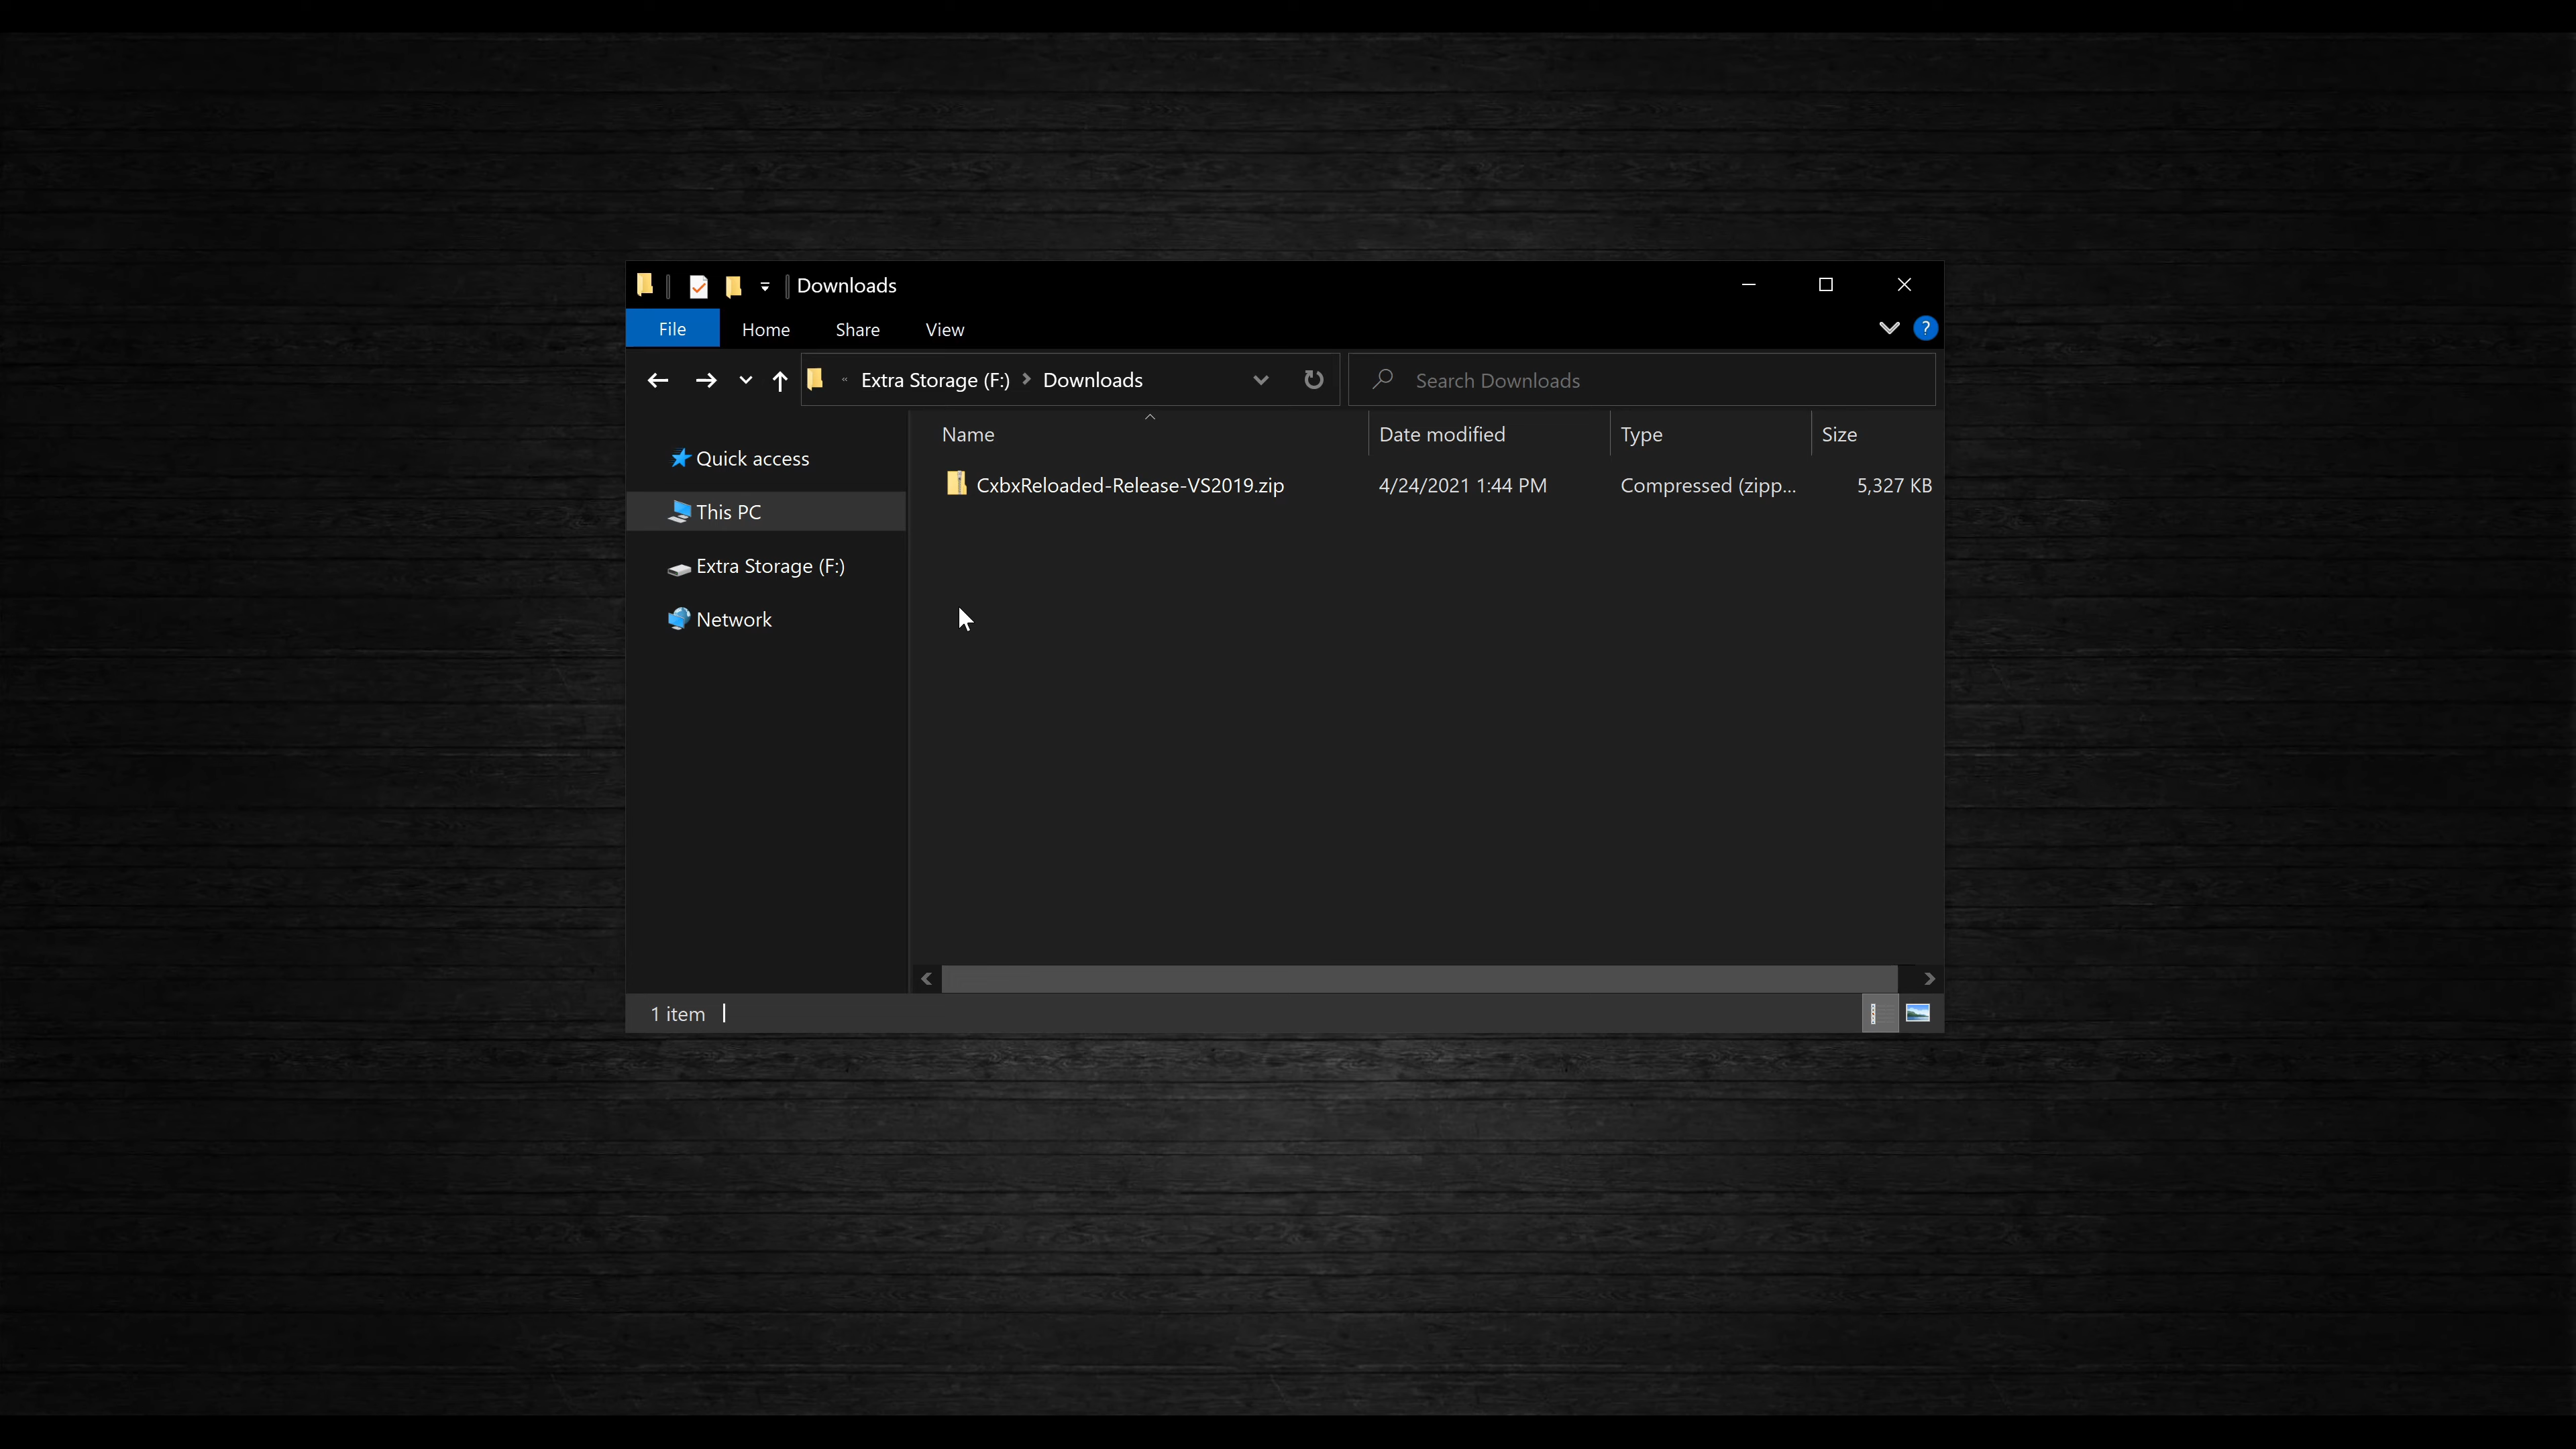 Downloads
File Home Share View
Extra Storage (F:) Downloads Search Downloads
Name Date modified Type Size
Quick access
CxbxReloaded-Release-VS2019.zip 4/24/2021 1:44 PM Compressed (zipp... 5,327 KB
This PC
Extra Storage (F:)
Network
1 item